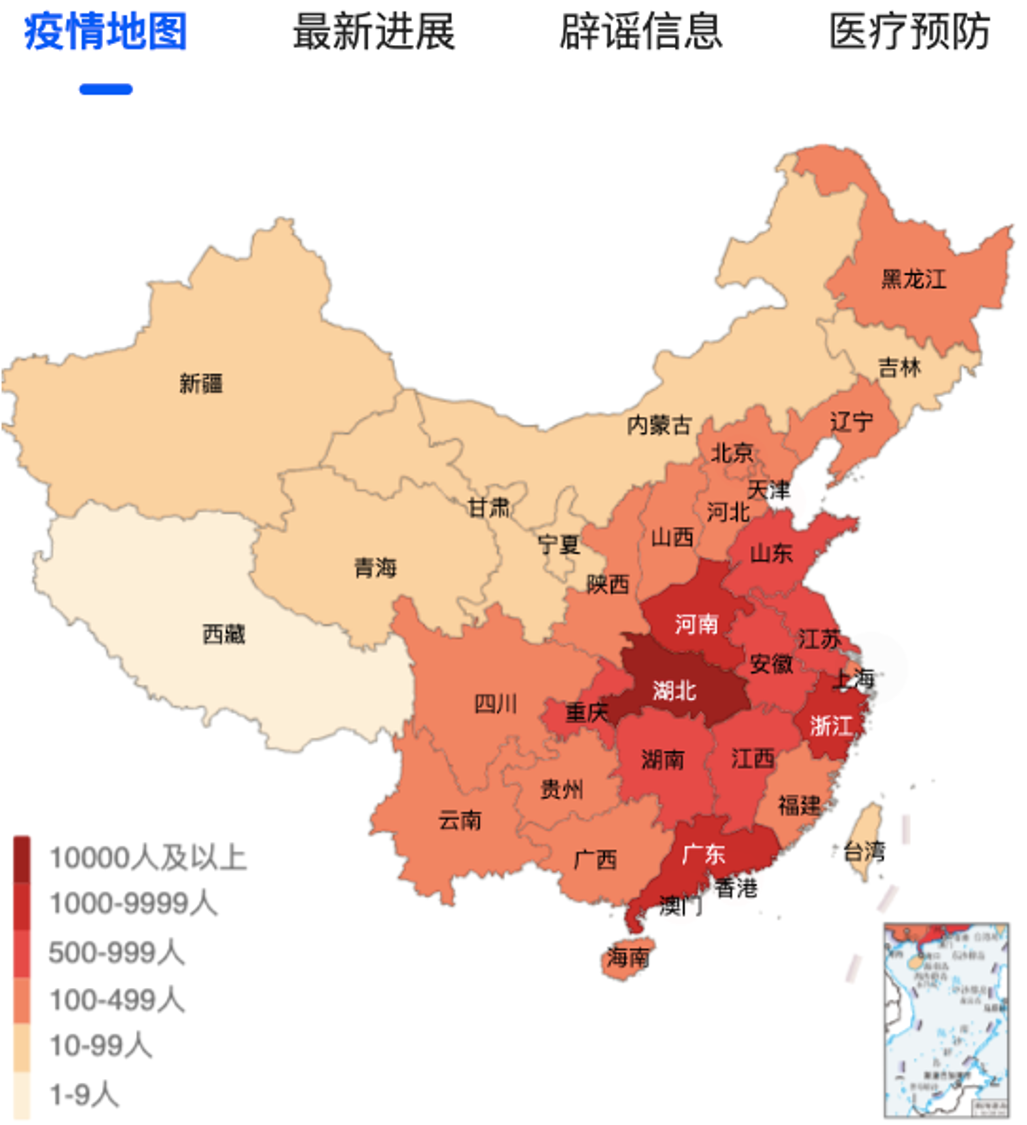 疫情地图 最新进展 辟谣信息 医疗预防
黑龙江
吉林
新疆
辽宁
内蒙古
北京
天津
甘肃
河北
山西
宁夏
山东
青海
陕西
河南
西藏
江苏
安徽
上海
湖北
四川
重庆
浙江
湖南
江西
贵州
福建
云南
台湾
广西
广东
香港
澳门
海南
10000人及以上
1000-9999人
500-999人
100-499人
10-99人
1-9人